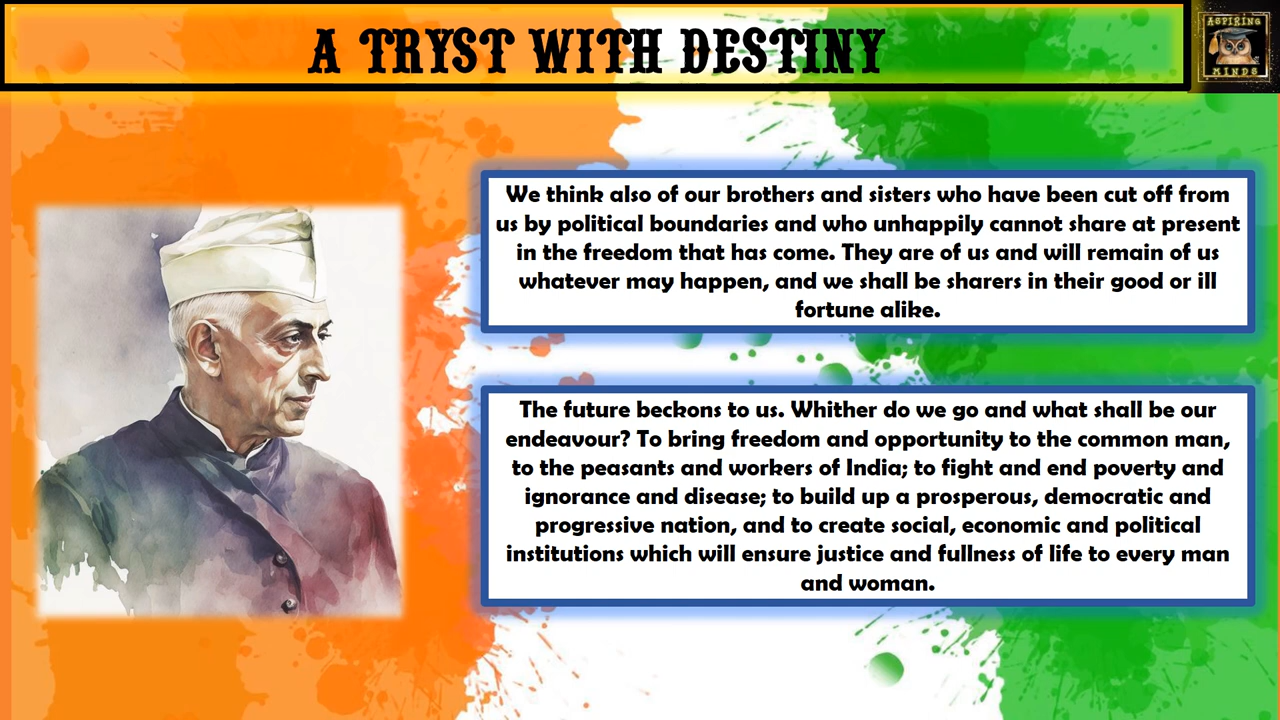 A TRYST WITH DESTINY
ASPIRING
MINDS
We think also of our brothers and sisters who have been cut off from
us by political boundaries and who unhappily cannot share at present
in the freedom that has come. They are of us and will remain of us
whatever may happen, and we shall be sharers in their good or ill
fortune alike.
The future beckons to us. Whither do we go and what shall be our
endeavour? To bring freedom and opportunity to the common man,
to the peasants and workers of India; to fight and end poverty and
ignorance and disease; to build up a prosperous, democratic and
progressive nation, and to create social, economic and political
institutions which will ensure justice and fullness of life to every man
and woman.